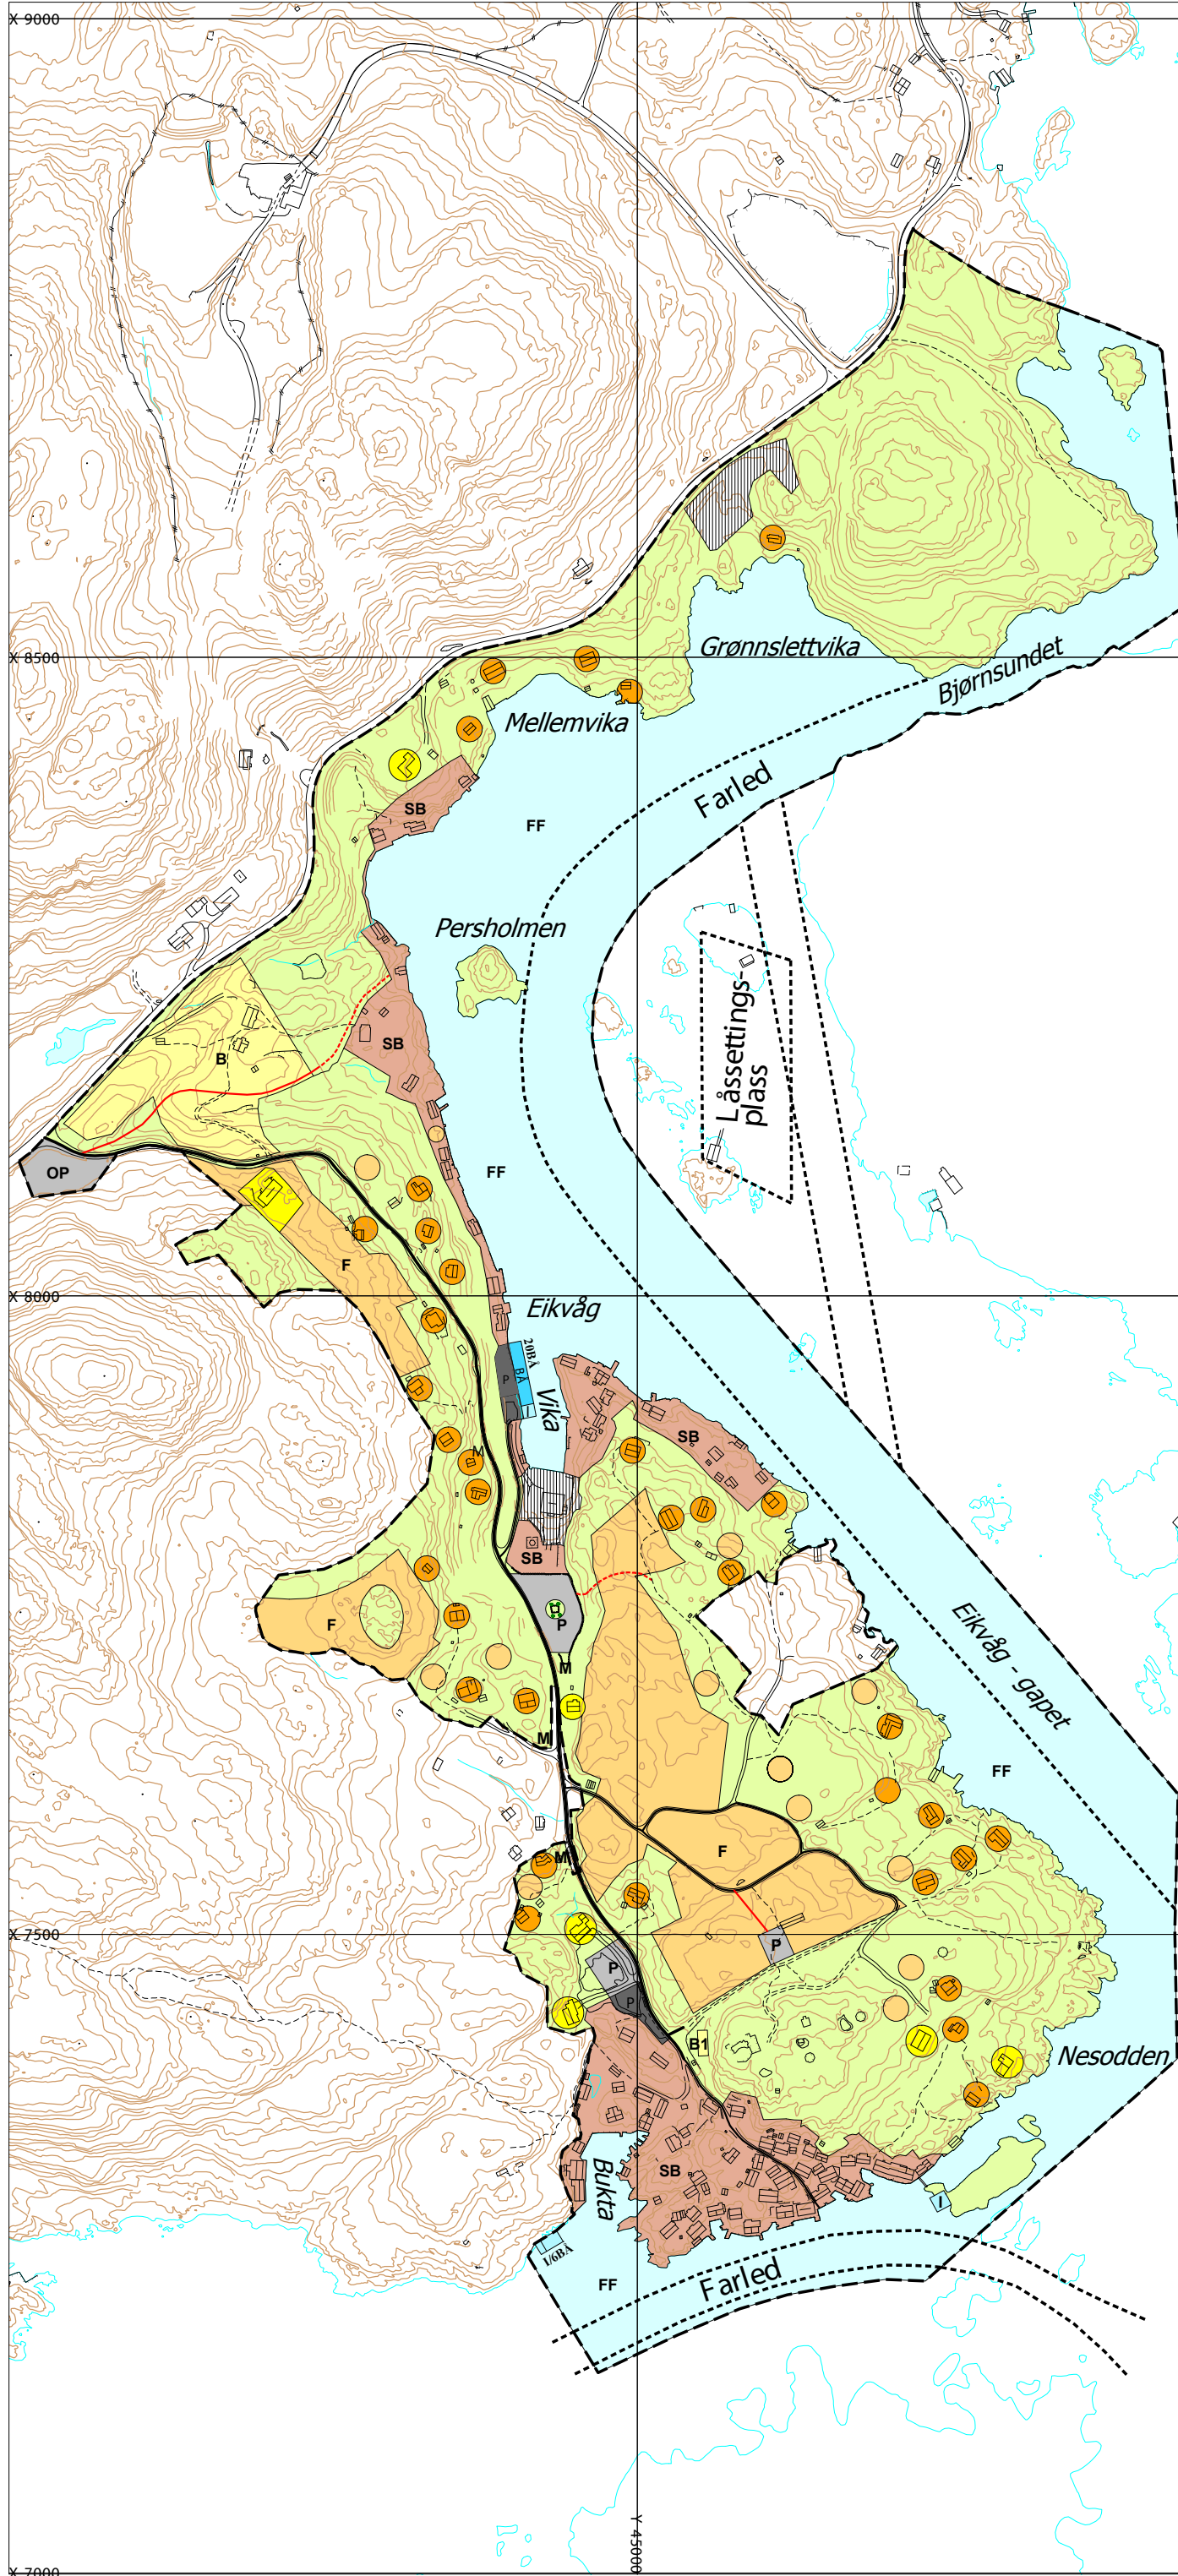 X 9000
Grønnslettvika
X 8500
Bjørnsundet
Mellemvika
Farled
SB
FF
Persholmen
SB
Låssettings-
plass
B
OP
FF
F
X 8000
Eikvåg
20BÅ
BÅ
P
I
Vika
SB
M
SB
F
P
Eikvåg - gapet
M
M
FF
F
M
P
P
P
B1
Nesodden
SB
Bukta
I
I/6BÅ
FF
Farled
X 7500
Y 45000
X 7000